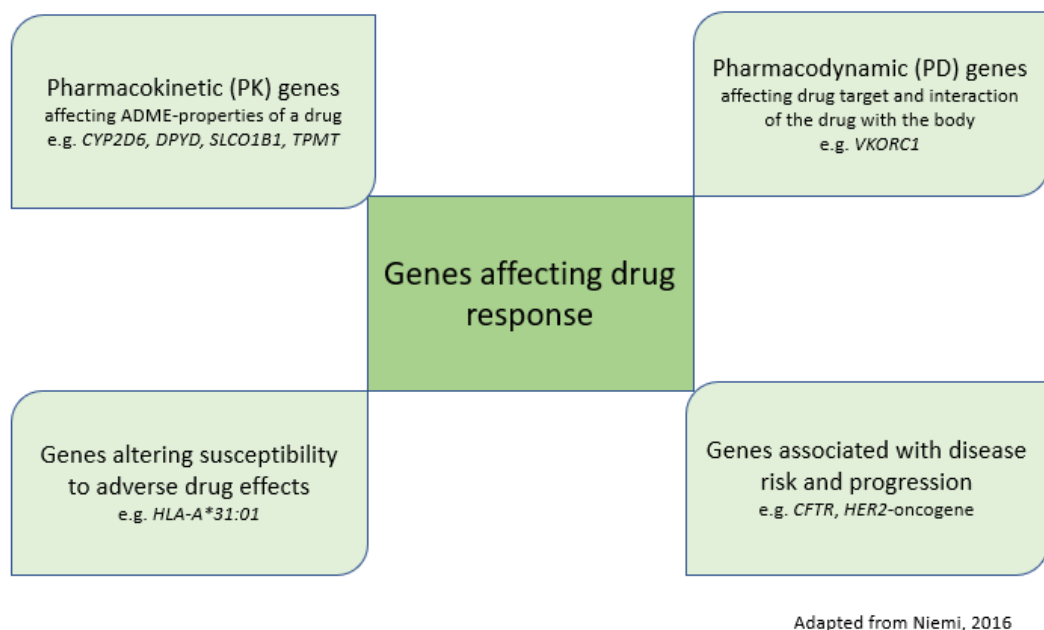 Pharmacokinetic (PK) genes
affecting ADME-properties of a drug
e.g. CYP2D6, DPYD, SLCO1B1, TPMT
Pharmacodynamic (PD) genes
affecting drug target and interaction
of the drug with the body
e.g. VKORC1
Genes affecting drug
response
Genes altering susceptibility
to adverse drug effects
e.g. HLA-A*31:01
Genes associated with disease
risk and progression
e.g. CFTR, HER2-oncogene
Adapted from Niemi, 2016